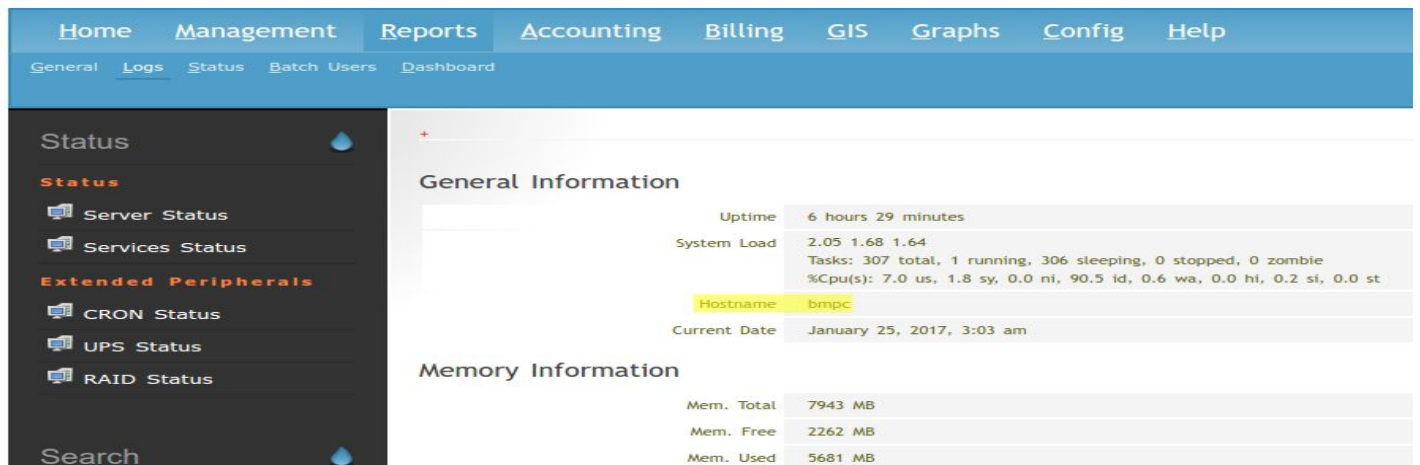 Home Management Reports Accounting Billing GIS Graphs Config Help
General Logs Status Batch Users Dashboard
Status
Status
Server Status
Services Status
Extended Peripherals
CRON Status
UPS Status
RAID Status
Search
+
General Information
Uptime 6 hours 29 minutes
System Load 2.05 1.68 1.64
Tasks: 307 total, 1 running, 306 sleeping, 0 stopped, 0 zombie
%Cpu(s): 7.0 us, 1.8 sy, 0.0 ni, 90.5 id, 0.6 wa, 0.0 hi, 0.2 si, 0.0 st
Hostname bmpc
Current Date January 25, 2017, 3:03 am
Memory Information
Mem. Total 7943 MB
Mem. Free 2262 MB
Mem. Used 5681 MB